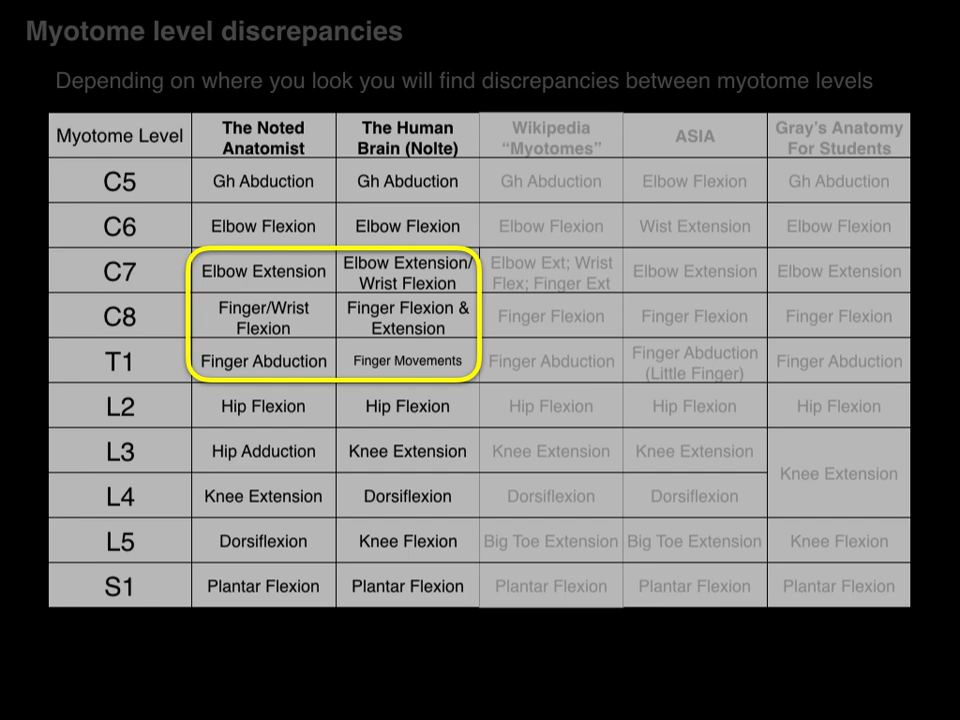 Myotome level discrepancies
Depending on where you look you will find discrepancies between myotome levels
Myotome Level
The Noted
Anatomist
The Human
Brain (Nolte)
Wikipedia
“Myotomes”
ASIA
Gray’s Anatomy
For Students
C5
Gh Abduction
Gh Abduction
Gh Abduction
Elbow Flexion
Gh Abduction
C6
Elbow Flexion
Elbow Flexion
Elbow Flexion
Wist Extension
Elbow Flexion
C7
Elbow Extension
Elbow Extension/
Wrist Flexion
Elbow Ext; Wrist
Flex; Finger Ext
Elbow Extension
Elbow Extension
C8
Finger/Wrist
Flexion
Finger Flexion &
Extension
Finger Flexion
Finger Flexion
Finger Flexion
T1
Finger Abduction
Finger Movements
Finger Abduction
Finger Abduction
(Little Finger)
Finger Abduction
L2
Hip Flexion
Hip Flexion
Hip Flexion
Hip Flexion
Hip Flexion
L3
Hip Adduction
Knee Extension
Knee Extension
Knee Extension
Knee Extension
L4
Knee Extension
Dorsiflexion
Dorsiflexion
Dorsiflexion
L5
Dorsiflexion
Knee Flexion
Big Toe Extension
Big Toe Extension
Knee Flexion
S1
Plantar Flexion
Plantar Flexion
Plantar Flexion
Plantar Flexion
Plantar Flexion